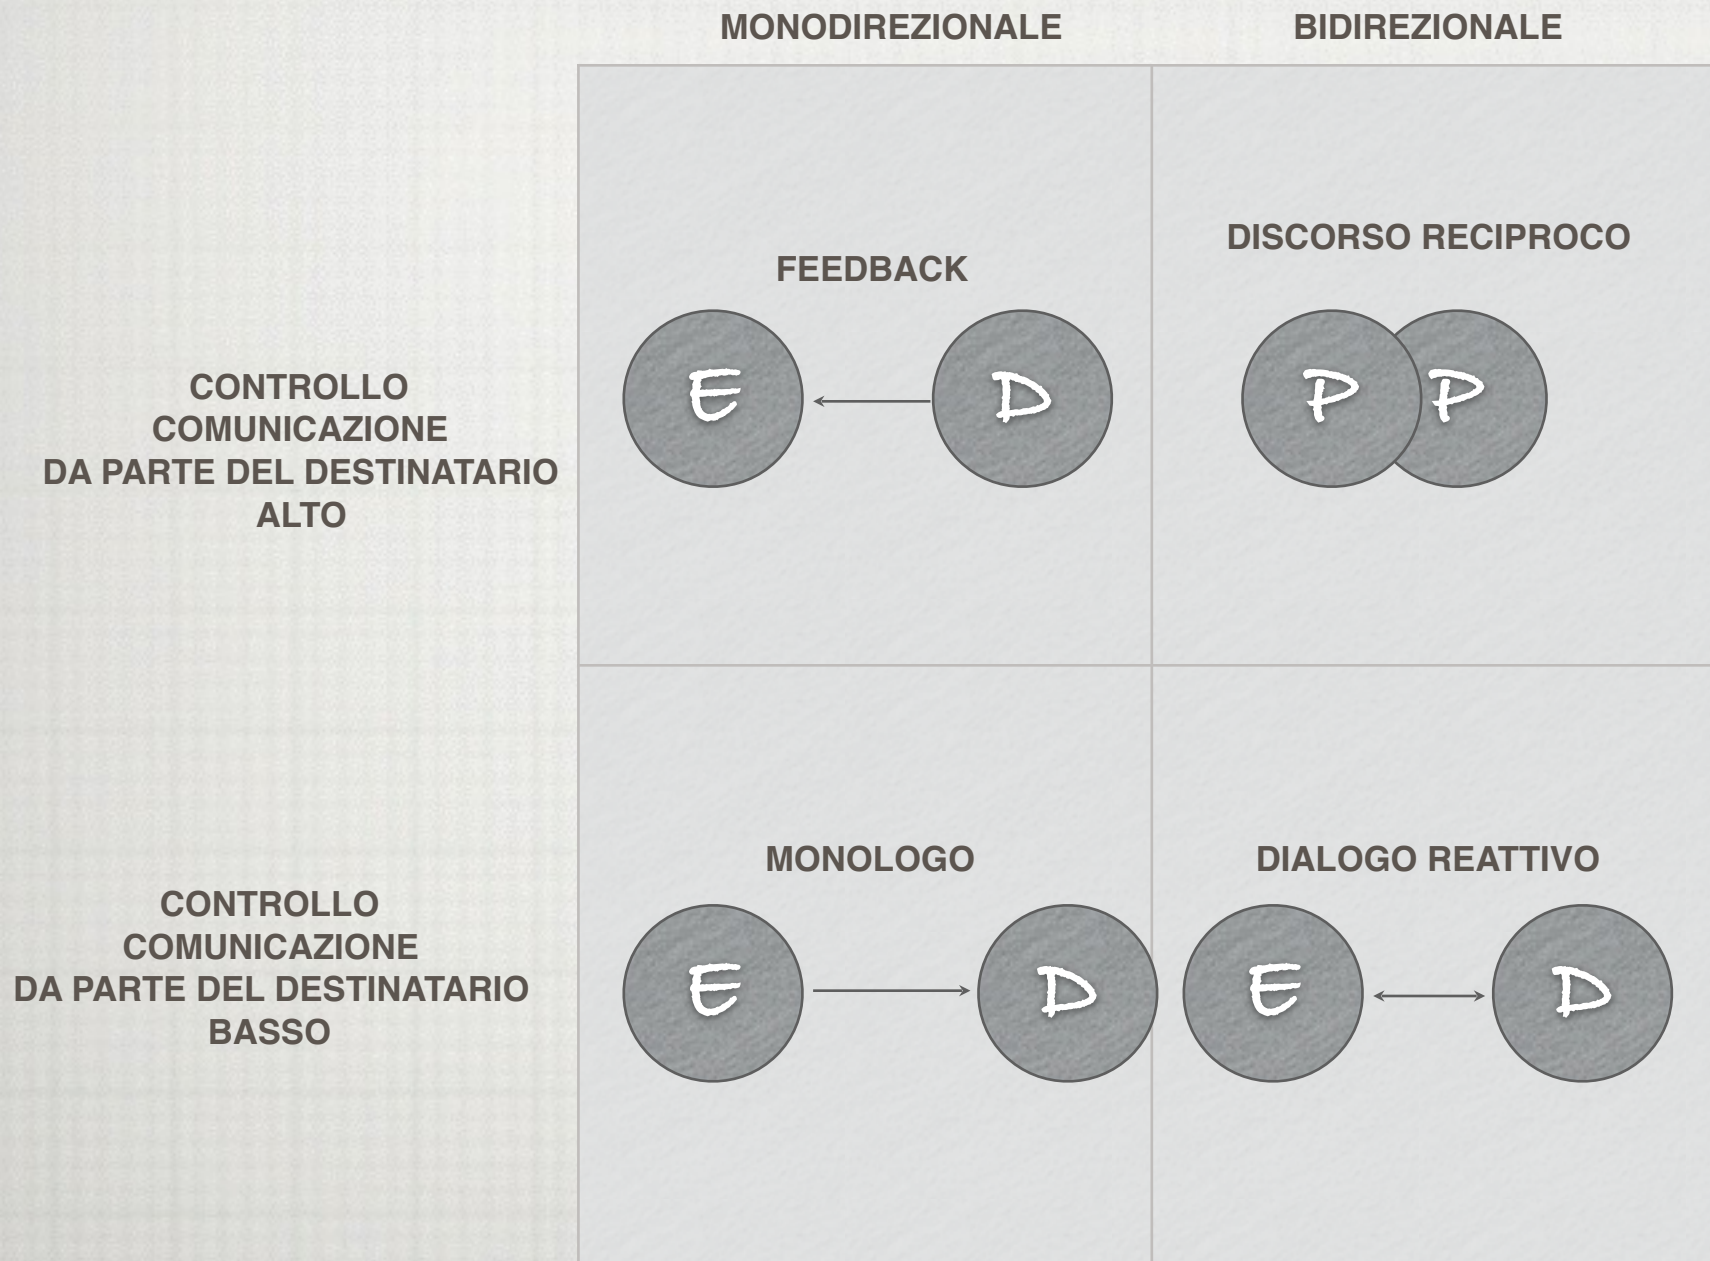 MONODIREZIONALE
BIDIREZIONALE
CONTROLLO
COMUNICAZIONE
DA PARTE DEL DESTINATARIO
ALTO
FEEDBACK
E
D
DISCORSO RECIPROCO
P
P
CONTROLLO
COMUNICAZIONE
DA PARTE DEL DESTINATARIO
BASSO
MONOLOGO
E
D
DIALOGO REATTIVO
E
D